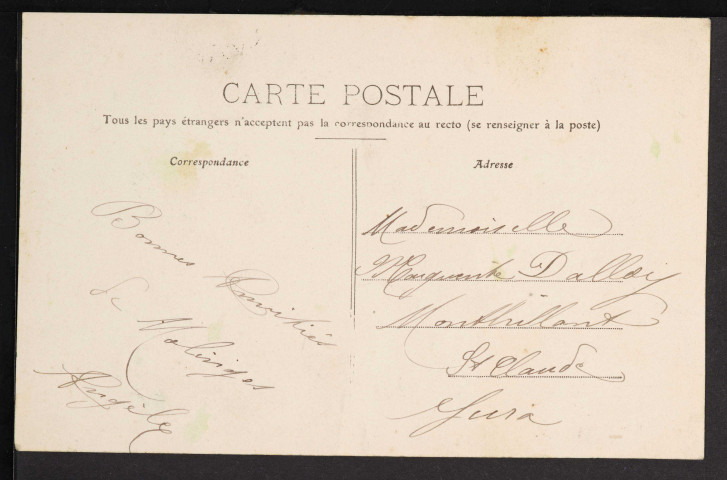 CARTE POSTALE
Tous les pays étrangers n'acceptent pas la correspondance au recto (se renseigner à la poste)
Correspondance
Bonnes Amitiés
de Molinges
Angèle
Adresse
Mademoiselle
Marguerite Dalloz
Montbrillant
St Claude
Jura